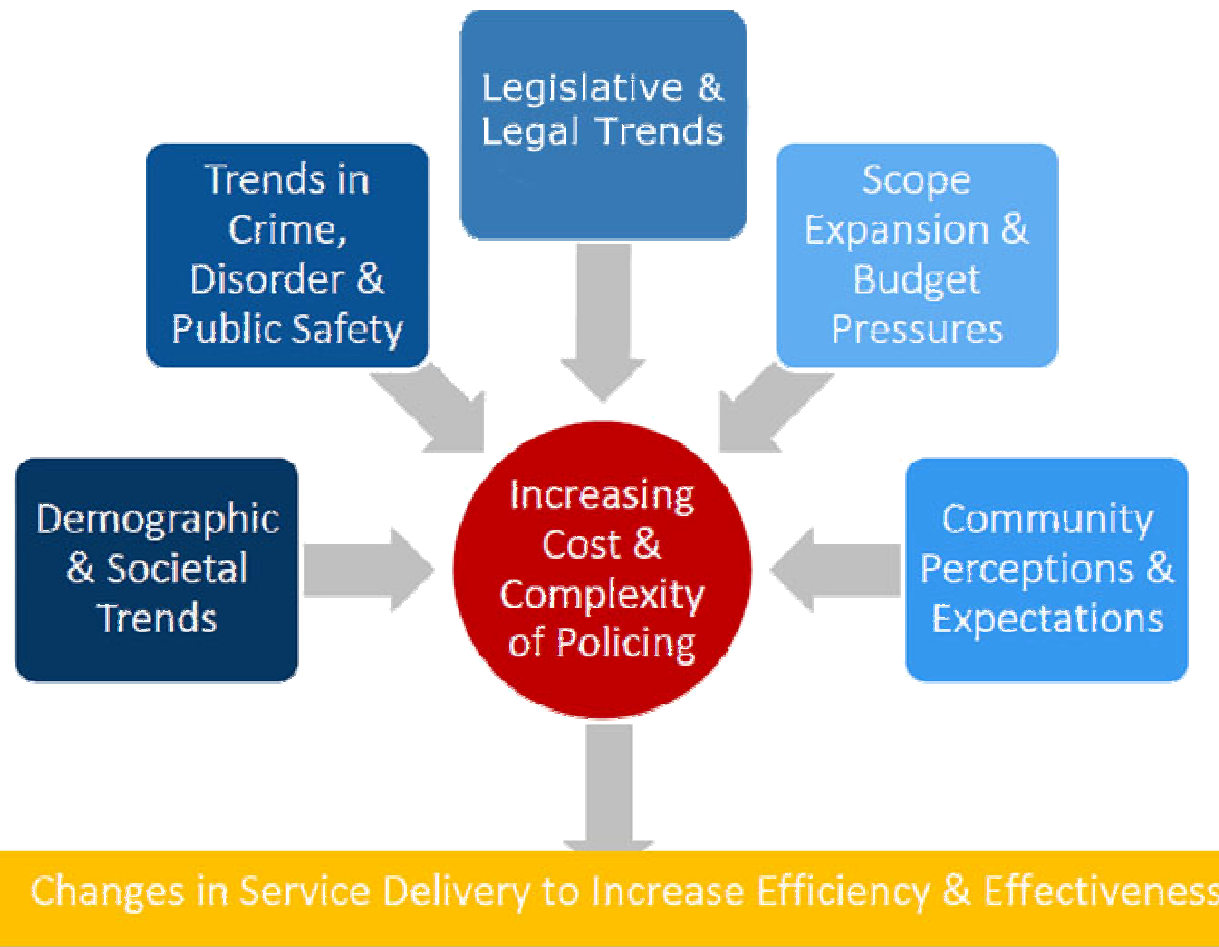 Legislative &
Legal Trends
Trends in
Crime,
Disorder &
Public Safety
Scope
Expansion &
Budget
Pressures
Demographic
& Societal
Trends
Increasing
Cost &
Complexity
of Policing
Community
Perceptions &
Expectations
Changes in Service Delivery to Increase Efficiency & Effectiveness